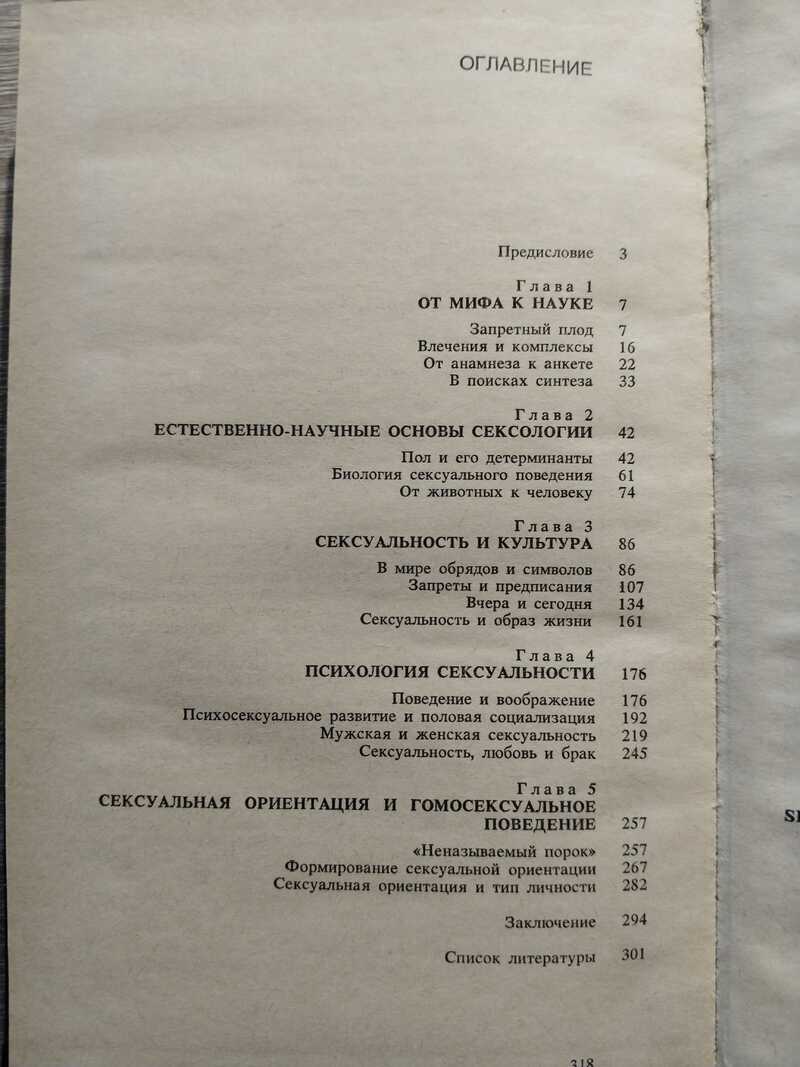 ОГЛАВЛЕНИЕ
Предисловие 3
Глава 1
ОТ МИФА К НАУКЕ 7
Запретный плод 7
Влечения и комплексы 16
От анамнеза к анкете 22
В поисках синтеза 33
Глава 2
ЕСТЕСТВЕННО-НАУЧНЫЕ ОСНОВЫ СЕКСОЛОГИИ 42
Пол и его детерминанты 42
Биология сексуального поведения 61
От животных к человеку 74
Глава 3
СЕКСУАЛЬНОСТЬ И КУЛЬТУРА 86
В мире обрядов и символов 86
Запреты и предписания 107
Вчера и сегодня 134
Сексуальность и образ жизни 161
Глава 4
ПСИХОЛОГИЯ СЕКСУАЛЬНОСТИ 176
Поведение и воображение 176
Психосексуальное развитие и половая социализация 192
Мужская и женская сексуальность 219
Сексуальность, любовь и брак 245
Глава 5
СЕКСУАЛЬНАЯ ОРИЕНТАЦИЯ И ГОМОСЕКСУАЛЬНОЕ
ПОВЕДЕНИЕ 257
«Неназываемый порок» 257
Формирование сексуальной ориентации 267
Сексуальная ориентация и тип личности 282
Заключение 294
Список литературы 301
318